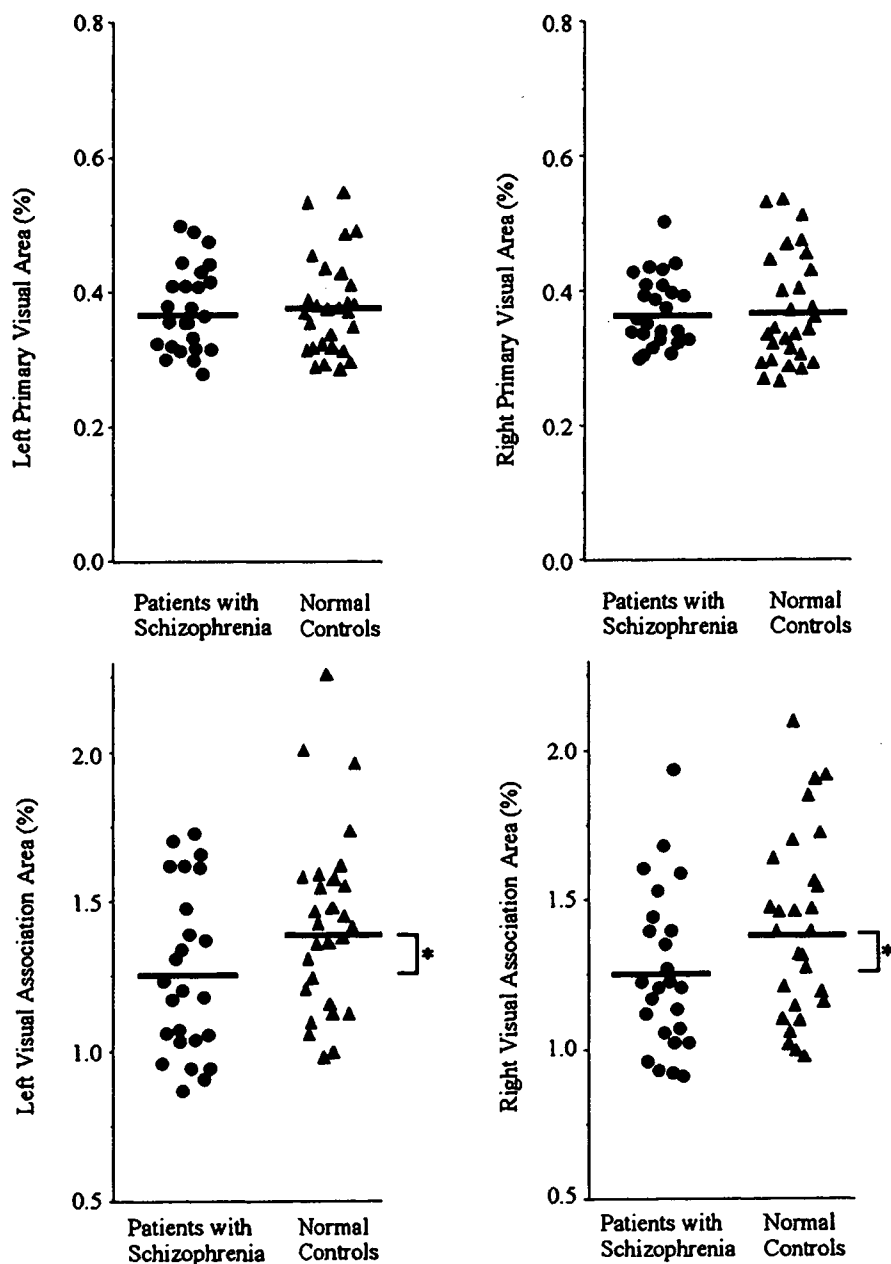 Left Primary Visual Area (%)
0.8
0.6
0.4
0.2
0.0
Patients with
Schizophrenia
Normal
Controls
Right Primary Visual Area (%)
0.8
0.6
0.4
0.2
0.0
Patients with
Schizophrenia
Normal
Controls
Left Visual Association Area (%)
2.0
1.5
1.0
0.5
*
Patients with
Schizophrenia
Normal
Controls
Right Visual Association Area (%)
2.0
1.5
1.0
0.5
*
Patients with
Schizophrenia
Normal
Controls